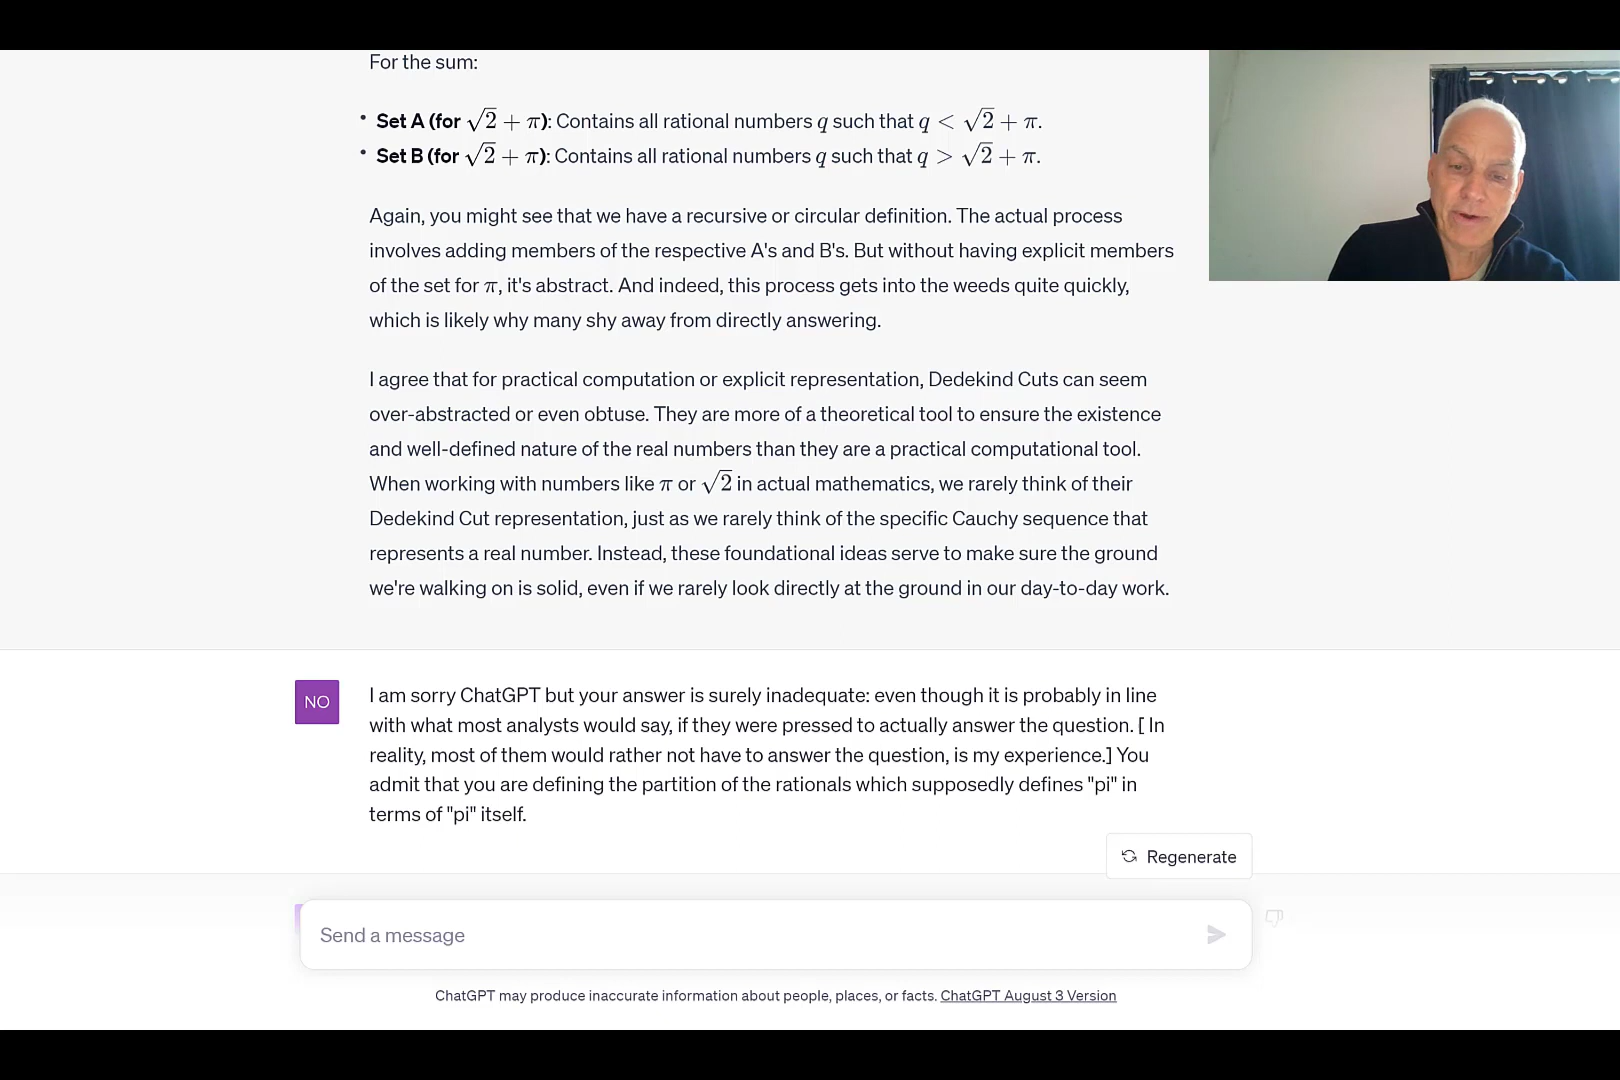 For the sum:
• Set A (for √2 + π): Contains all rational numbers q such that q < √2 + π.
• Set B (for √2 + π): Contains all rational numbers q such that q > √2 + π.
Again, you might see that we have a recursive or circular definition. The actual process
involves adding members of the respective A's and B's. But without having explicit members
of the set for π, it's abstract. And indeed, this process gets into the weeds quite quickly,
which is likely why many shy away from directly answering.
I agree that for practical computation or explicit representation, Dedekind Cuts can seem
over-abstracted or even obtuse. They are more of a theoretical tool to ensure the existence
and well-defined nature of the real numbers than they are a practical computational tool.
When working with numbers like π or √2 in actual mathematics, we rarely think of their
Dedekind Cut representation, just as we rarely think of the specific Cauchy sequence that
represents a real number. Instead, these foundational ideas serve to make sure the ground
we're walking on is solid, even if we rarely look directly at the ground in our day-to-day work.
NO
I am sorry ChatGPT but your answer is surely inadequate: even though it is probably in line
with what most analysts would say, if they were pressed to actually answer the question. [ In
reality, most of them would rather not have to answer the question, is my experience.] You
admit that you are defining the partition of the rationals which supposedly defines "pi" in
terms of "pi" itself.
Regenerate
Send a message
ChatGPT may produce inaccurate information about people, places, or facts. ChatGPT August 3 Version